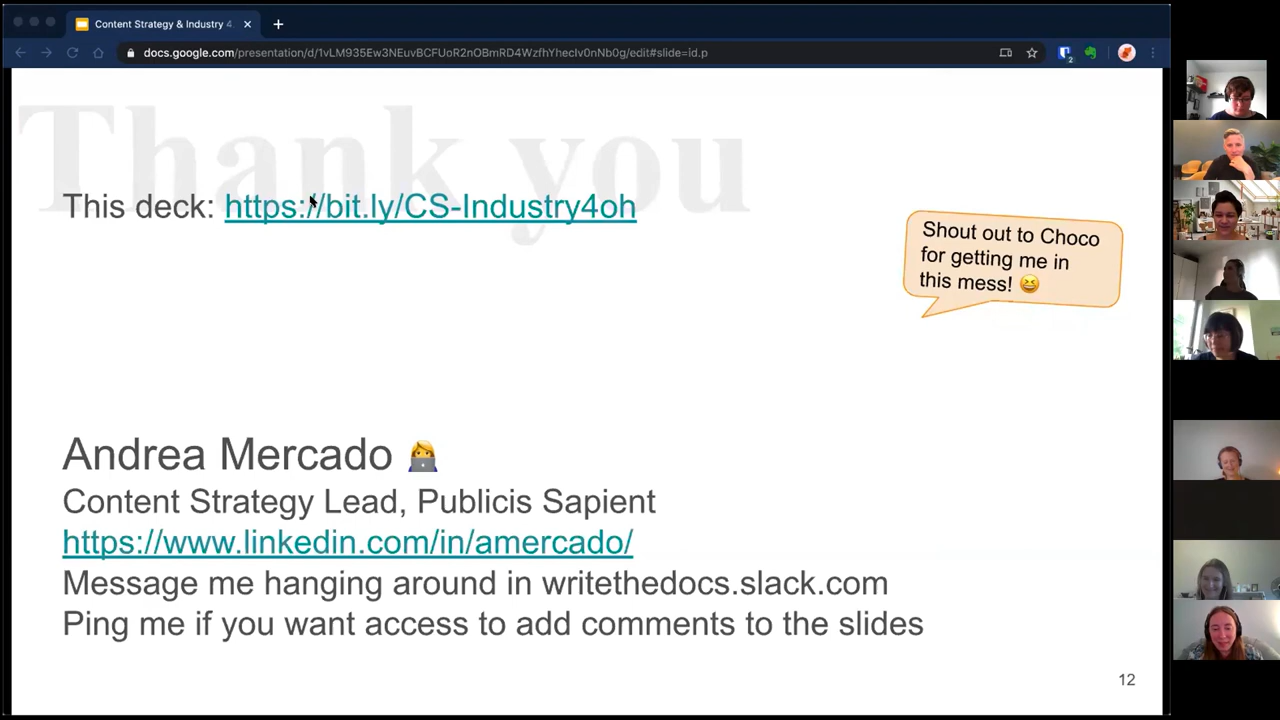 Content Strategy & Industry 4
docs.google.com/presentation/d/1vLM935Ew3NEuvBCFUoR2nOBmRD4WzfhYhecIv0nNb0g/edit#slide=id.p
2
Thank you
This deck: https://bit.ly/CS-Industry4oh
Shout out to Choco
for getting me in
this mess! 😆
Andrea Mercado 👩‍💻
Content Strategy Lead, Publicis Sapient
https://www.linkedin.com/in/amercado/
Message me hanging around in writethedocs.slack.com
Ping me if you want access to add comments to the slides
12